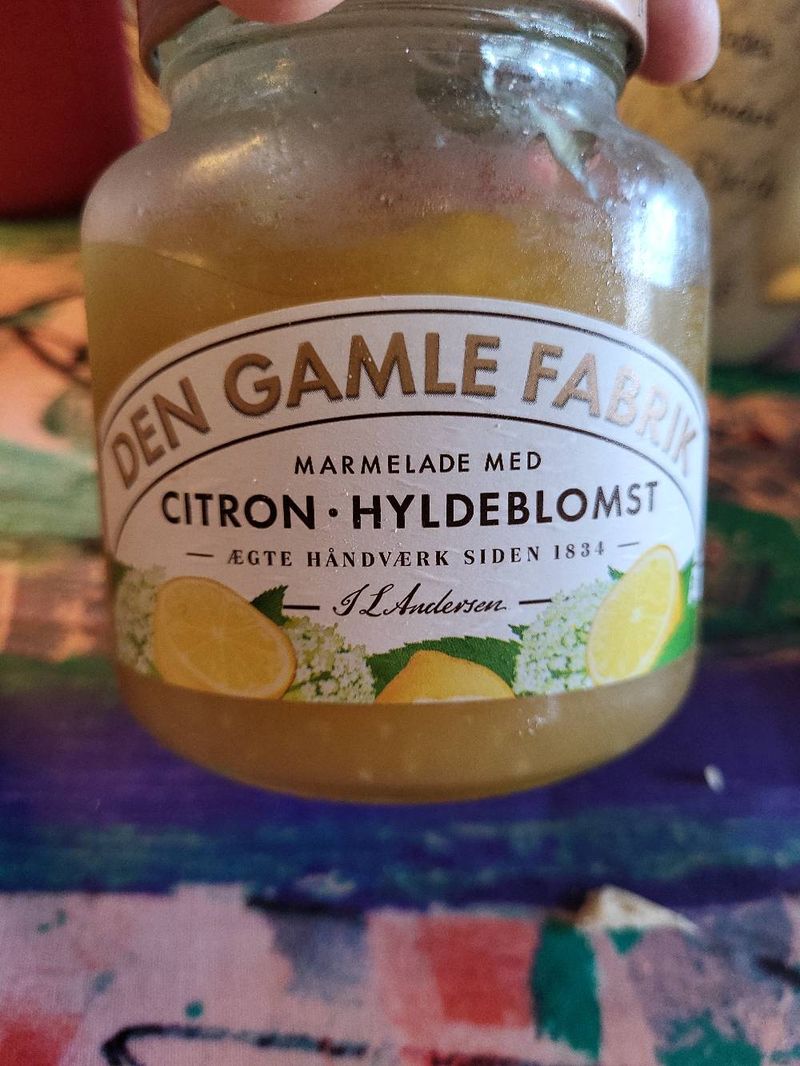 DEN GAMLE FABRIK
MARMELADE MED
CITRON · HYLDEBLOMST
— ÆGTE HÅNDVÆRK SIDEN 1834 —
— J L Andersen —